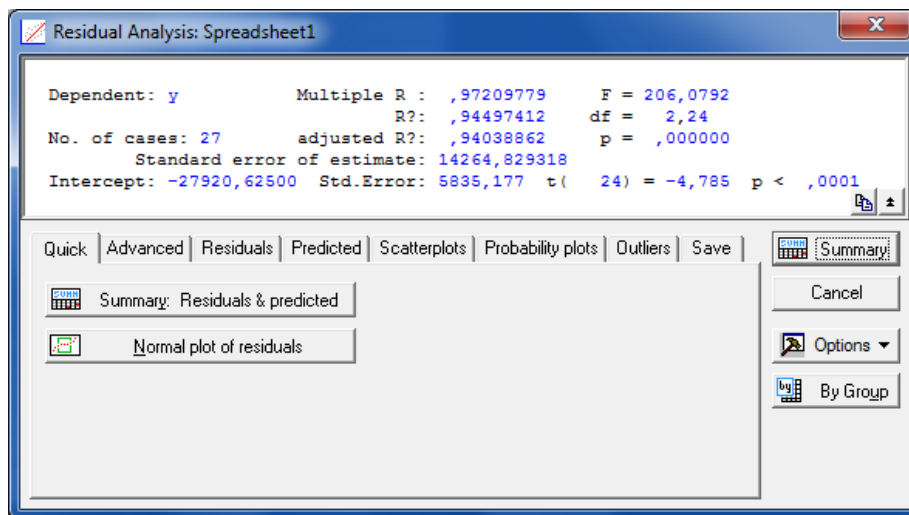 Residual Analysis: Spreadsheet1
Dependent: y Multiple R : ,97209779 F = 206,0792
R?: ,94497412 df = 2,24
No. of cases: 27 adjusted R?: ,94038862 p = ,000000
Standard error of estimate: 14264,829318
Intercept: -27920,62500 Std.Error: 5835,177 t( 24) = -4,785 p < ,0001
Quick Advanced Residuals Predicted Scatterplots Probability plots Outliers Save
Summary: Residuals & predicted
Normal plot of residuals
Summary
Cancel
Options
By Group